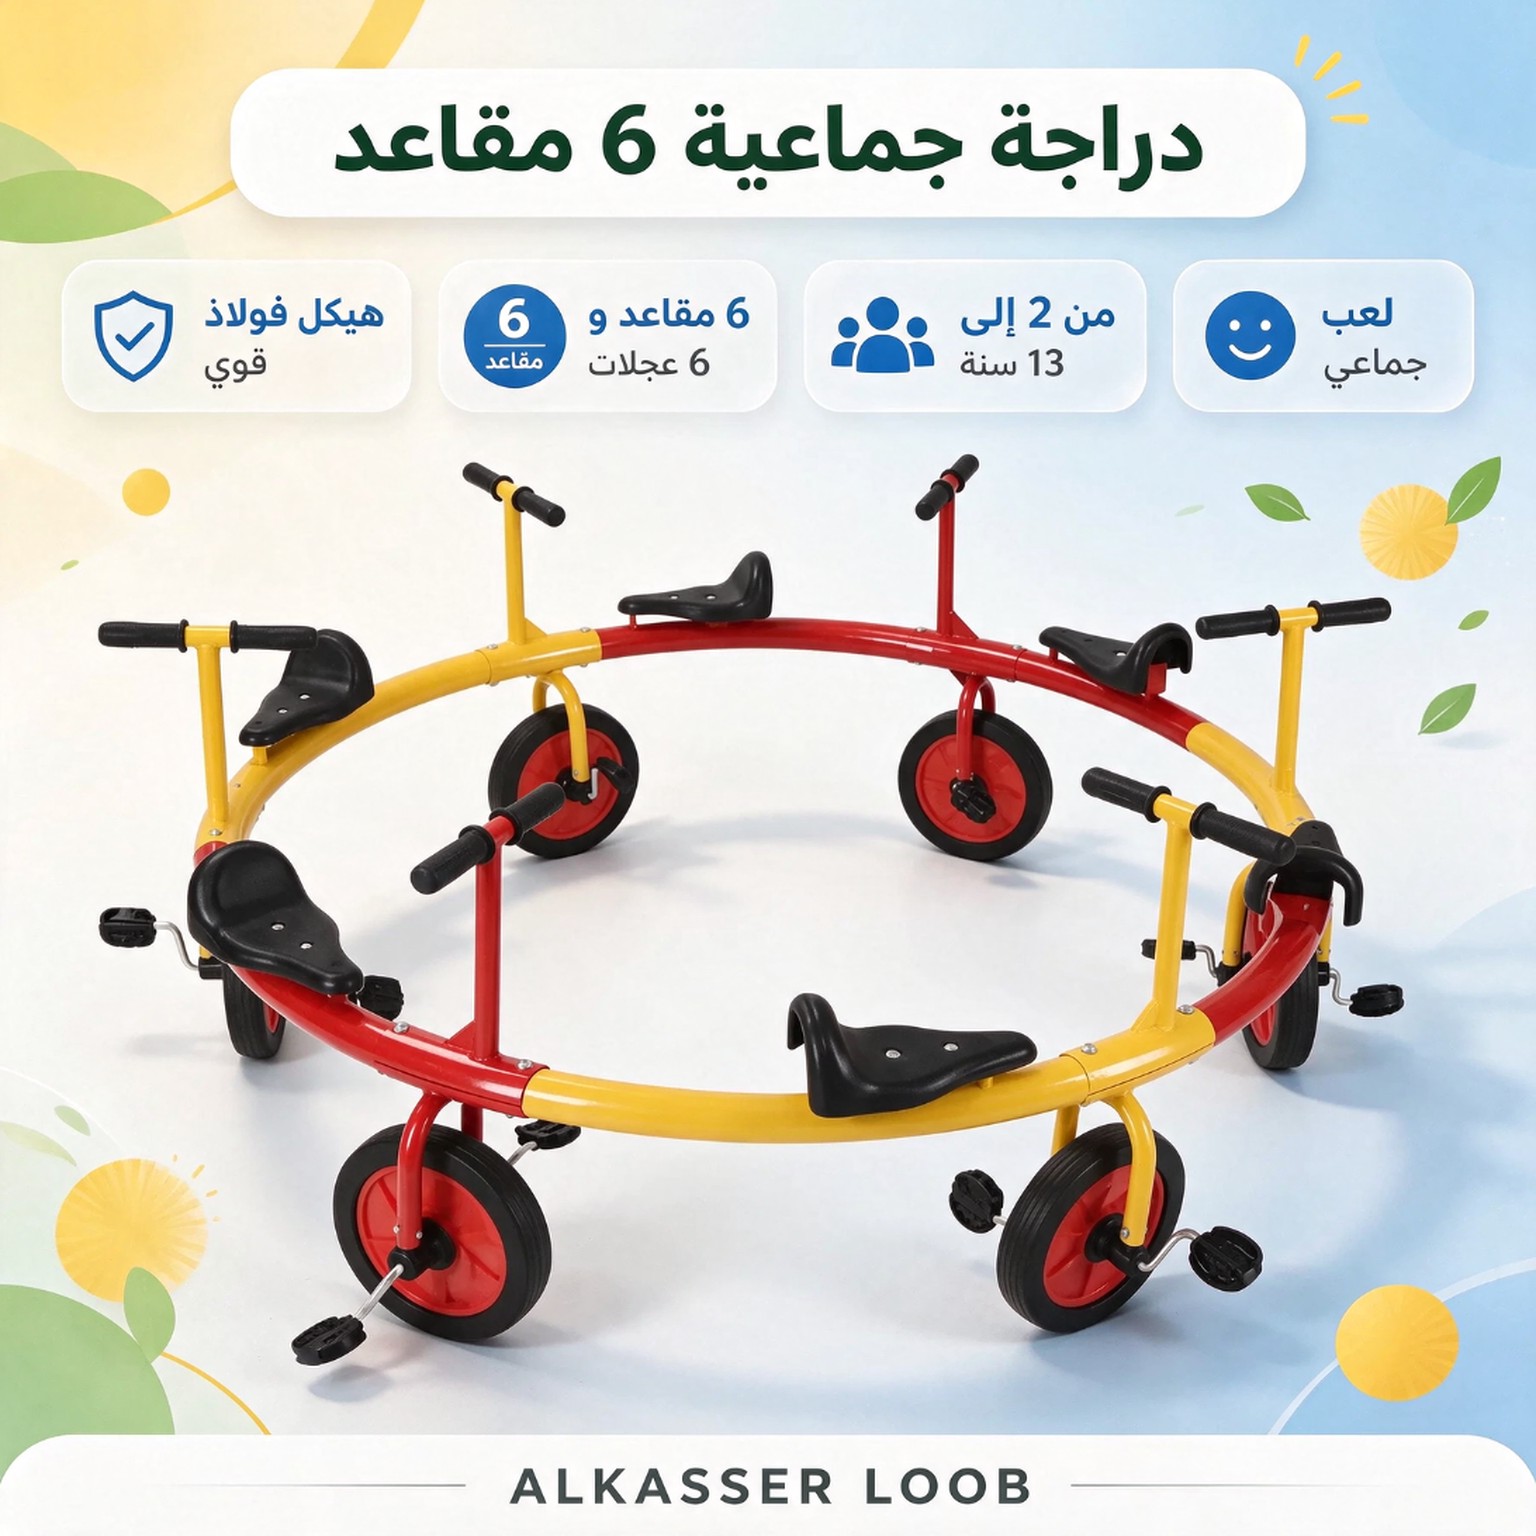 دراجة جماعية 6 مقاعد
لعب
جماعي
من 2 إلى
13 سنة
6 مقاعد و
6 عجلات
6
مقاعد
هيكل فولاذ
قوي
ALKASSER LOOB